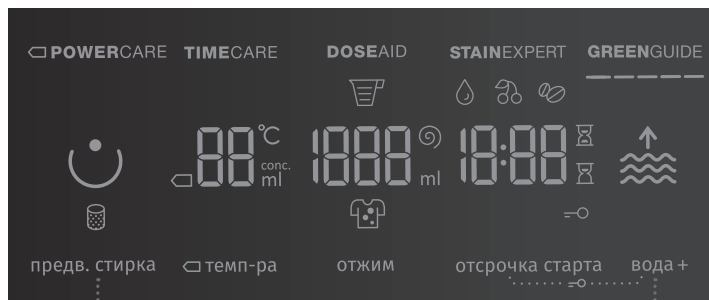 POWERCARE TIMECARE DOSEAID STAINEXPERT GREENGUIDE
88 °C conc. ml 1888 ml 18:88
предв. стирка темп-ра отжим отсрочка старта вода +